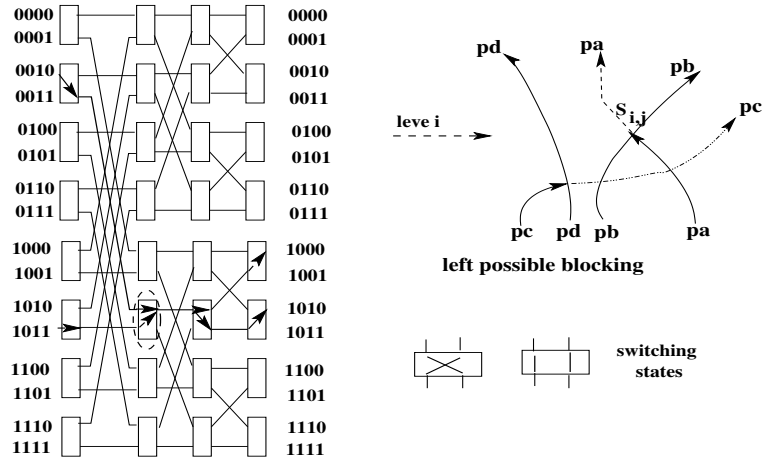 0000
0001
0010
0011
0100
0101
0110
0111
1000
1001
1010
1011
1100
1101
1110
1111
0000
0001
0010
0011
0100
0101
0110
0111
1000
1001
1010
1011
1100
1101
1110
1111
pd
pa
pb
S i,j
pc
leve i
pc
pd
pb
pa
left possible blocking
switching
states